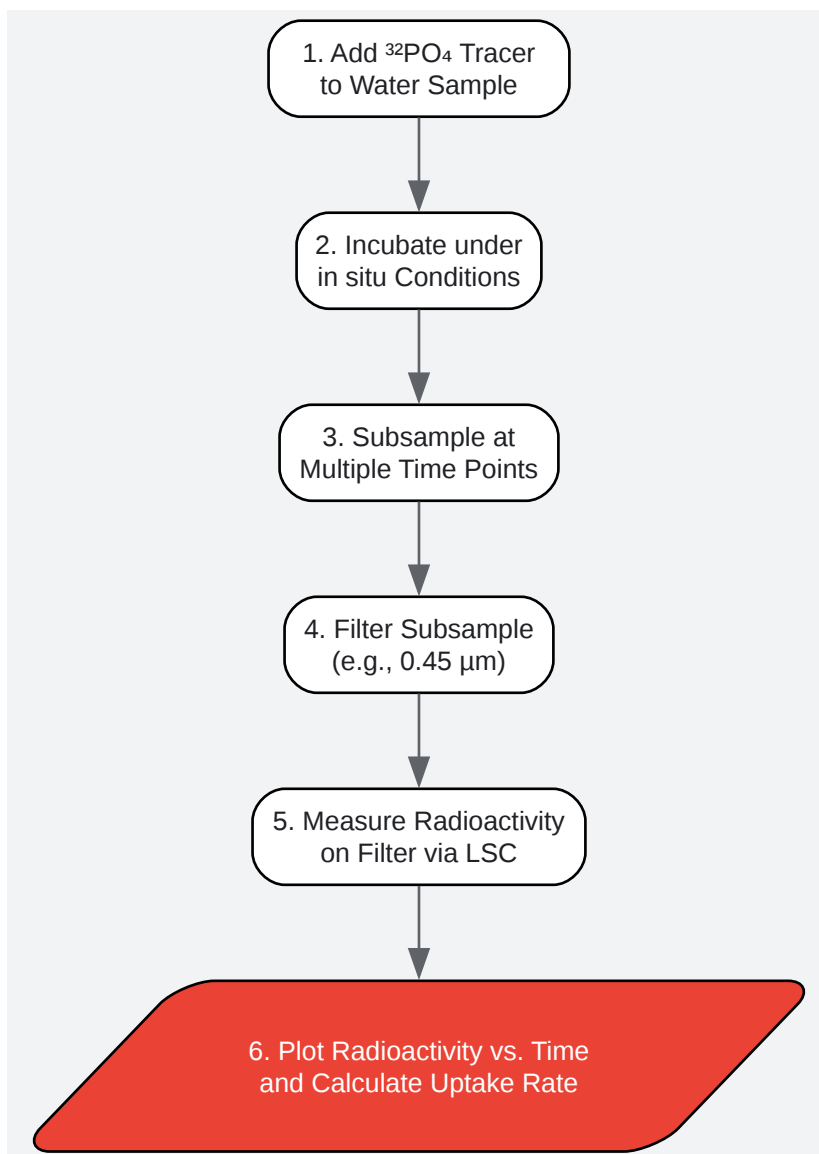 1. Add ³²PO₄ Tracer
to Water Sample
2. Incubate under
in situ Conditions
3. Subsample at
Multiple Time Points
4. Filter Subsample
(e.g., 0.45 µm)
5. Measure Radioactivity
on Filter via LSC
6. Plot Radioactivity vs. Time
and Calculate Uptake Rate